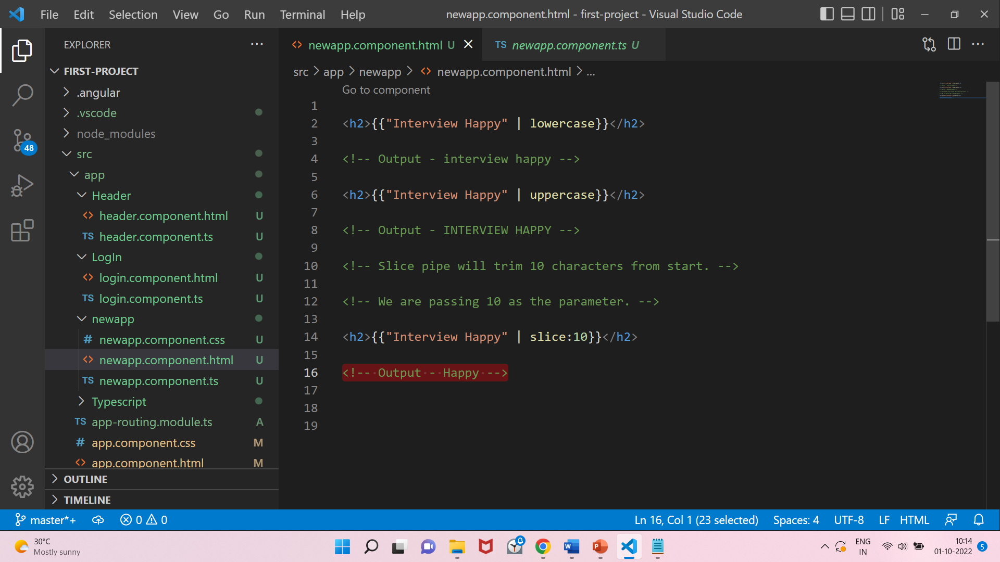 File Edit Selection View Go Run Terminal Help
newapp.component.html - first-project - Visual Studio Code
EXPLORER
FIRST-PROJECT
.angular
.vscode
node_modules
src
app
Header
header.component.html U
TS header.component.ts U
LogIn
login.component.html U
TS login.component.ts U
newapp
# newapp.component.css U
newapp.component.html U
TS newapp.component.ts U
Typescript
TS app-routing.module.ts A
# app.component.css M
app.component.html M
OUTLINE
TIMELINE
48
newapp.component.html U
TS newapp.component.ts U
src > app > newapp > newapp.component.html > ...
Go to component
1
2 <h2>{{"Interview Happy" | lowercase}}</h2>
3
4 <!-- Output - interview happy -->
5
6 <h2>{{"Interview Happy" | uppercase}}</h2>
7
8 <!-- Output - INTERVIEW HAPPY -->
9
10 <!-- Slice pipe will trim 10 characters from start. -->
11
12 <!-- We are passing 10 as the parameter. -->
13
14 <h2>{{"Interview Happy" | slice:10}}</h2>
15
16 <!-- Output - Happy -->
17
18
19
master*+ 0 0
Ln 16, Col 1 (23 selected) Spaces: 4 UTF-8 LF HTML
30°C
Mostly sunny
W
P
ENG
IN
10:14
01-10-2022
5